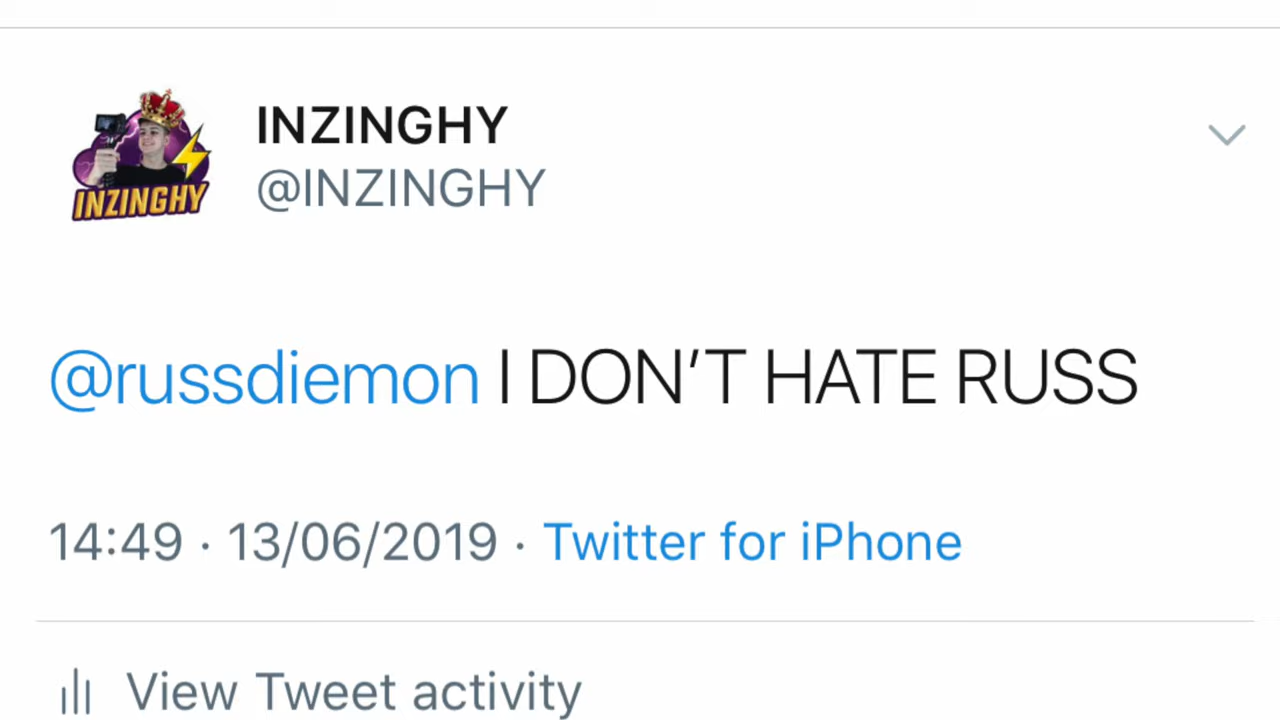 INZINGHY
INZINGHY
@INZINGHY
@russdiemon I DON’T HATE RUSS
14:49 · 13/06/2019 · Twitter for iPhone
View Tweet activity